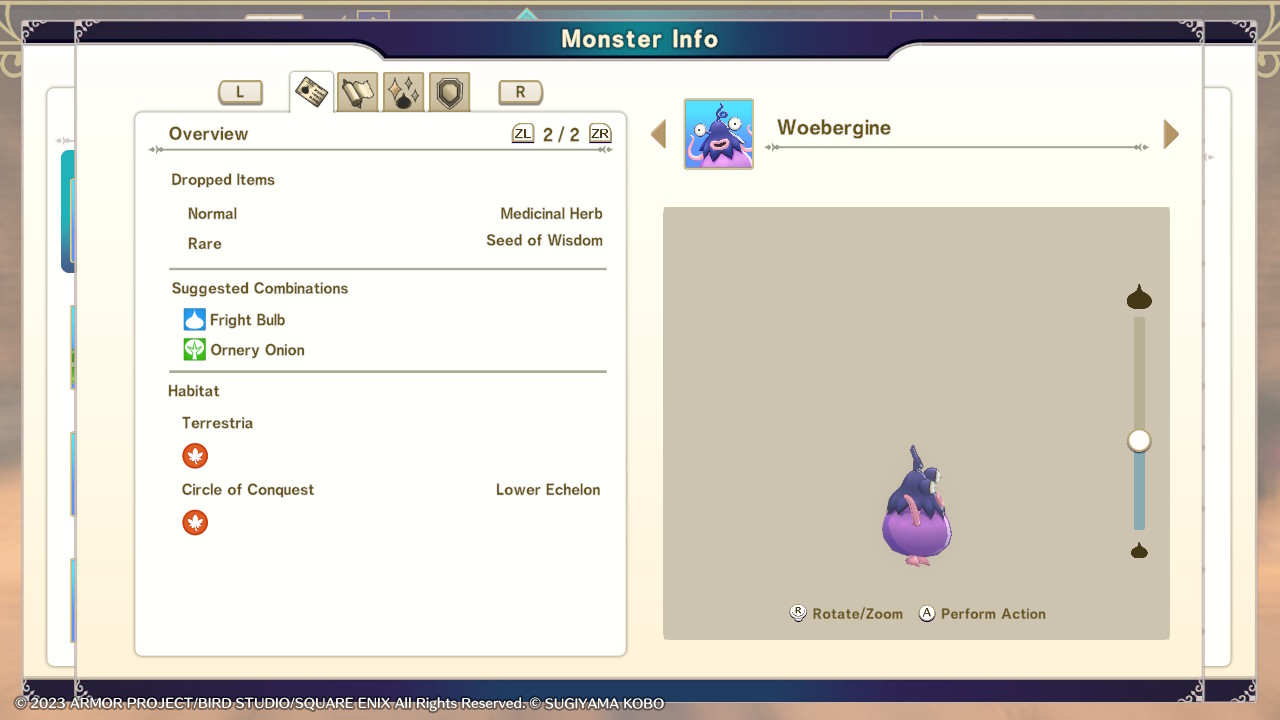 Monster Info
L
R
Overview
ZL 2 / 2 ZR
Dropped Items
Normal Medicinal Herb
Rare Seed of Wisdom
Suggested Combinations
Fright Bulb
Ornery Onion
Habitat
Terrestria
Circle of Conquest Lower Echelon
Woebergine
R Rotate/Zoom A Perform Action
© 2023 ARMOR PROJECT/BIRD STUDIO/SQUARE ENIX All Rights Reserved. © SUGIYAMA KOBO